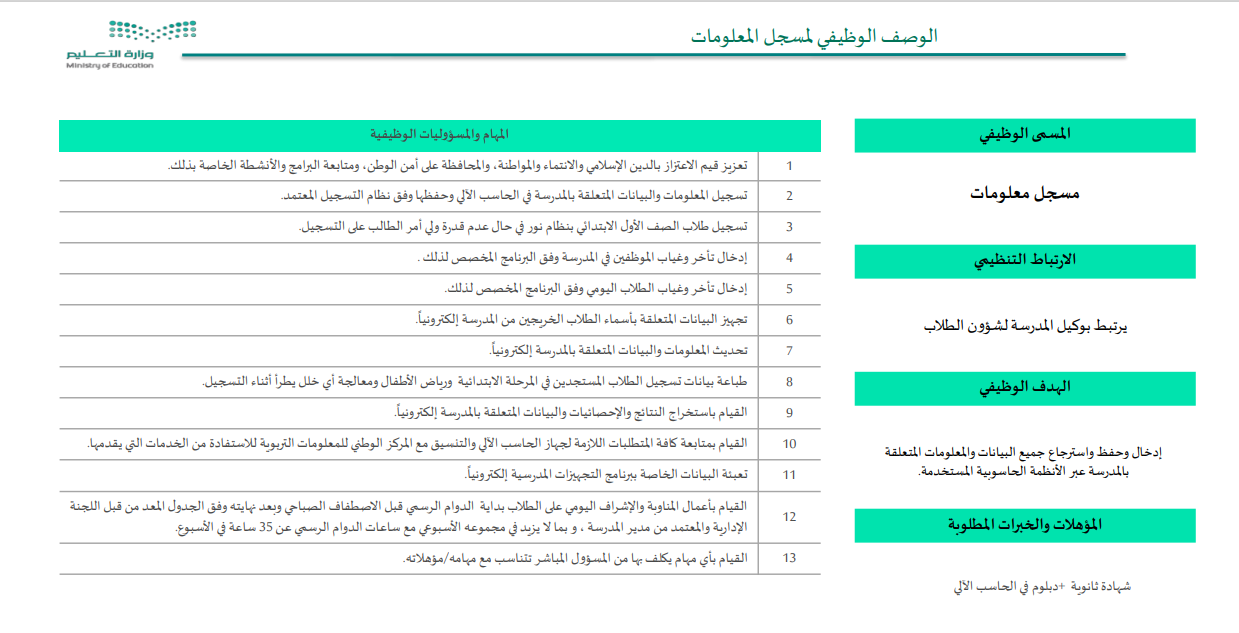 وزارة التعليم
Ministry of Education
الوصف الوظيفي لمسجل المعلومات
المسمى الوظيفي
مسجل معلومات
الارتباط التنظيمي
يرتبط بوكيل المدرسة لشؤون الطلاب
الهدف الوظيفي
إدخال وحفظ واسترجاع جميع البيانات والمعلومات المتعلقة
بالمدرسة عبر الأنظمة الحاسوبية المستخدمة.
المؤهلات والخبرات المطلوبة
شهادة ثانوية +دبلوم في الحاسب الآلي
المهام والمسؤوليات الوظيفية
1 تعزيز قيم الاعتزاز بالدين الإسلامي والانتماء والمواطنة، والمحافظة على أمن الوطن، ومتابعة البرامج والأنشطة الخاصة بذلك.
2 تسجيل المعلومات والبيانات المتعلقة بالمدرسة في الحاسب الآلي وحفظها وفق نظام التسجيل المعتمد.
3 تسجيل طلاب الصف الأول الابتدائي بنظام نور في حال عدم قدرة ولي أمر الطالب على التسجيل.
4 إدخال تأخر وغياب الموظفين في المدرسة وفق البرنامج المخصص لذلك .
5 إدخال تأخر وغياب الطلاب اليومي وفق البرنامج المخصص لذلك.
6 تجهيز البيانات المتعلقة بأسماء الطلاب الخريجين من المدرسة إلكترونياً.
7 تحديث المعلومات والبيانات المتعلقة بالمدرسة إلكترونياً.
8 طباعة بيانات تسجيل الطلاب المستجدين في المرحلة الابتدائية ورياض الأطفال ومعالجة أي خلل يطرأ أثناء التسجيل.
9 القيام باستخراج النتائج والإحصائيات والبيانات المتعلقة بالمدرسة إلكترونياً.
10 القيام بمتابعة كافة المتطلبات اللازمة لجهاز الحاسب الآلي والتنسيق مع المركز الوطني للمعلومات التربوية للاستفادة من الخدمات التي يقدمها.
11 تعبئة البيانات الخاصة ببرنامج التجهيزات المدرسية إلكترونياً.
12 القيام بأعمال المناوبة والإشراف اليومي على الطلاب بداية الدوام الرسمي قبل الاصطفاف الصباحي وبعد نهايته وفق الجدول المعد من قبل اللجنة
الإدارية والمعتمد من مدير المدرسة ، و بما لا يزيد في مجموعه الأسبوعي مع ساعات الدوام الرسمي عن 35 ساعة في الأسبوع.
13 القيام بأي مهام يكلف بها من المسؤول المباشر تتناسب مع مهامه/مؤهلاته.